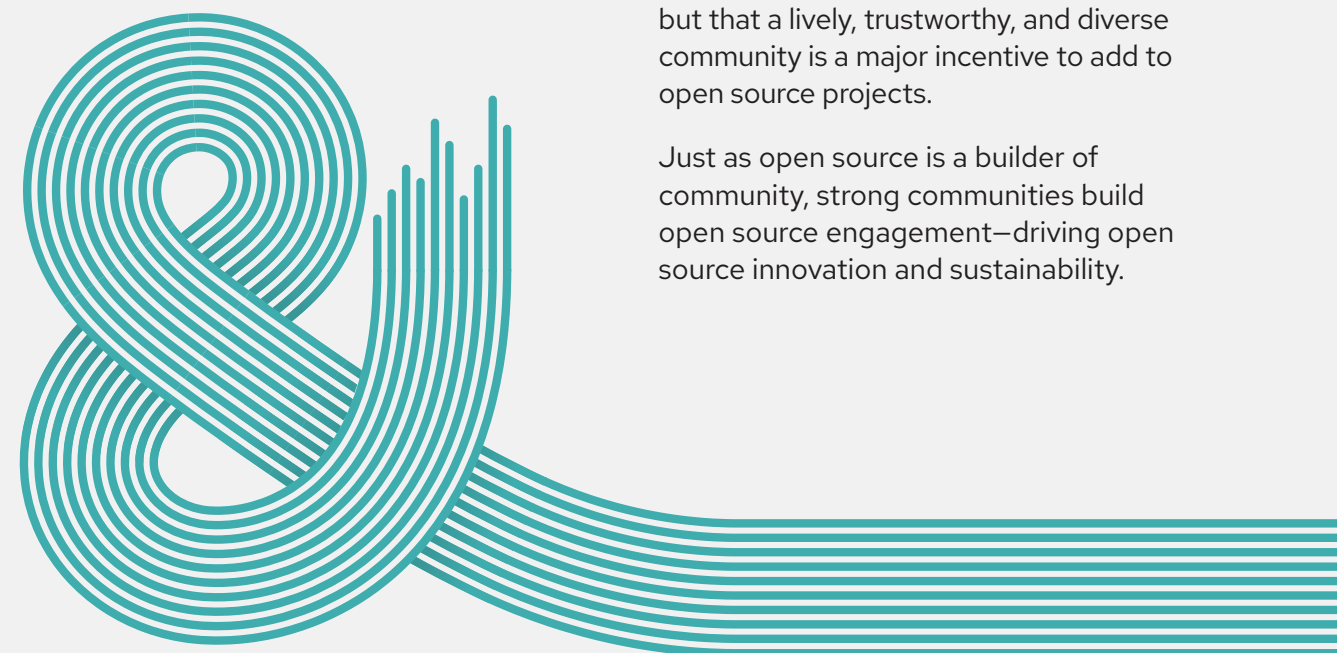 but that a lively, trustworthy, and diverse
community is a major incentive to add to
open source projects.
Just as open source is a builder of
community, strong communities build
open source engagement—driving open
source innovation and sustainability.